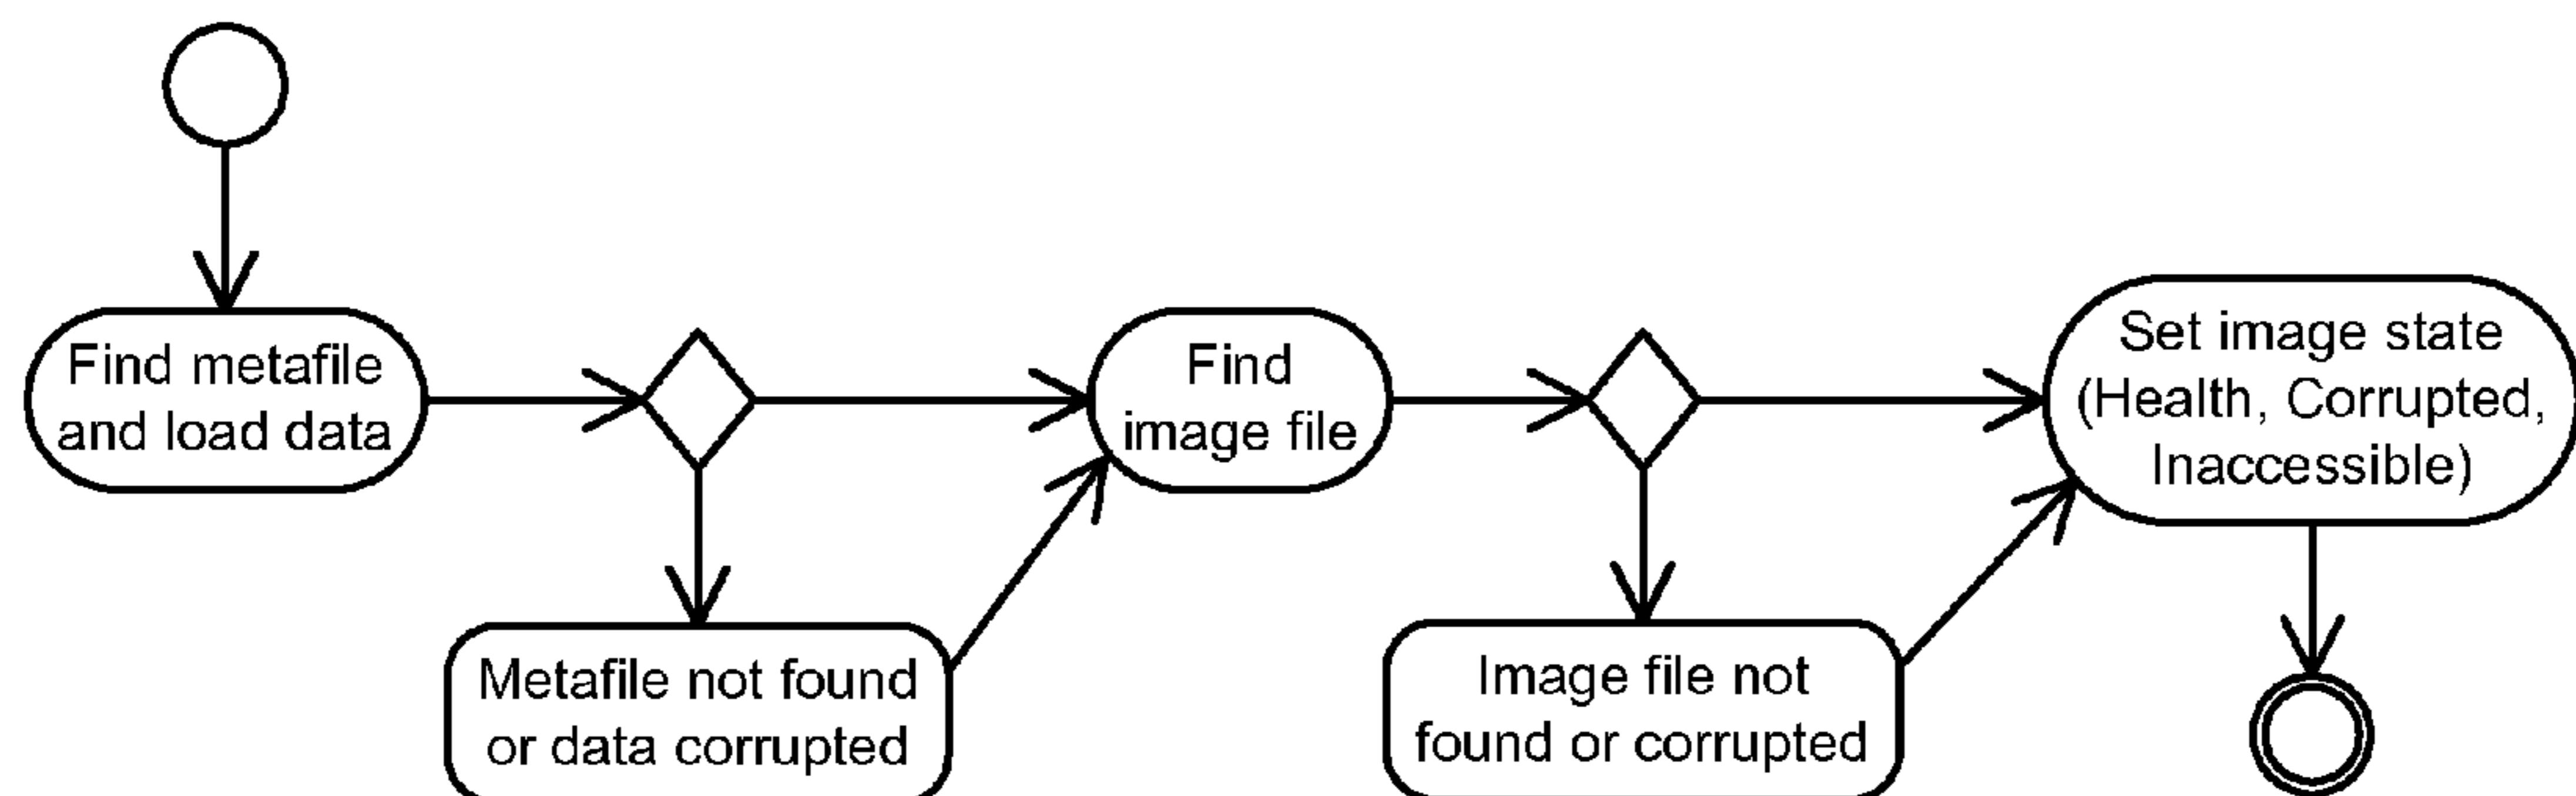 Find metafile
and load data
Metafile not found
or data corrupted
Find
image file
Image file not
found or corrupted
Set image state
(Health, Corrupted,
Inaccessible)